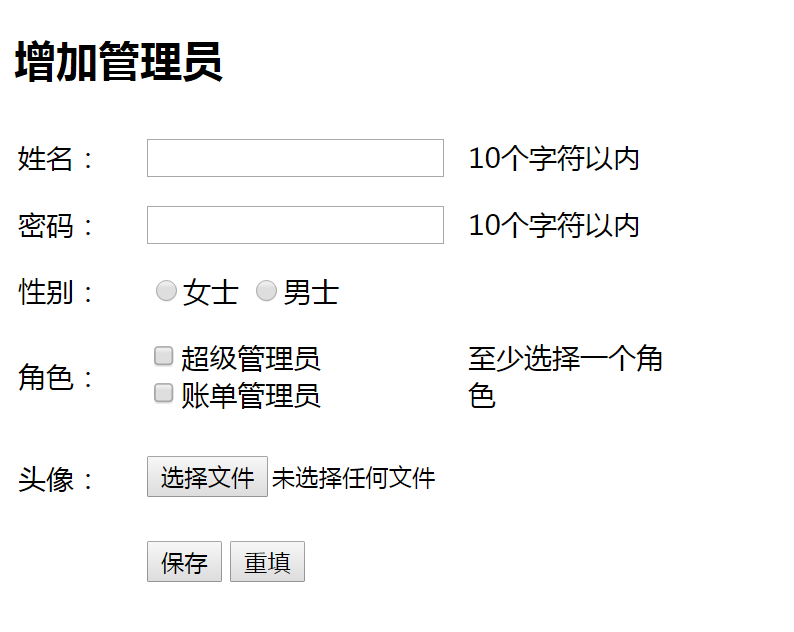 增加管理员
姓名： 10个字符以内
密码： 10个字符以内
性别： 女士 男士
角色： 超级管理员 至少选择一个角
账单管理员 色
头像： 选择文件 未选择任何文件
保存 重填